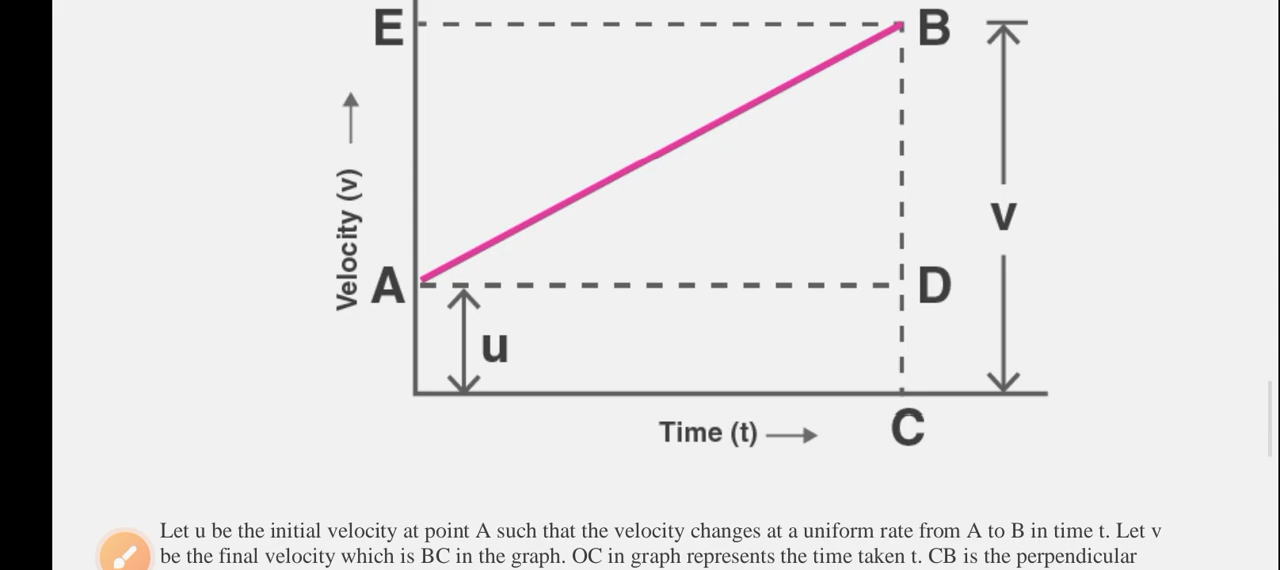 E
B
Velocity (v)
v
A
D
u
Time (t)
C
Let u be the initial velocity at point A such that the velocity changes at a uniform rate from A to B in time t. Let v
be the final velocity which is BC in the graph. OC in graph represents the time taken t. CB is the perpendicular